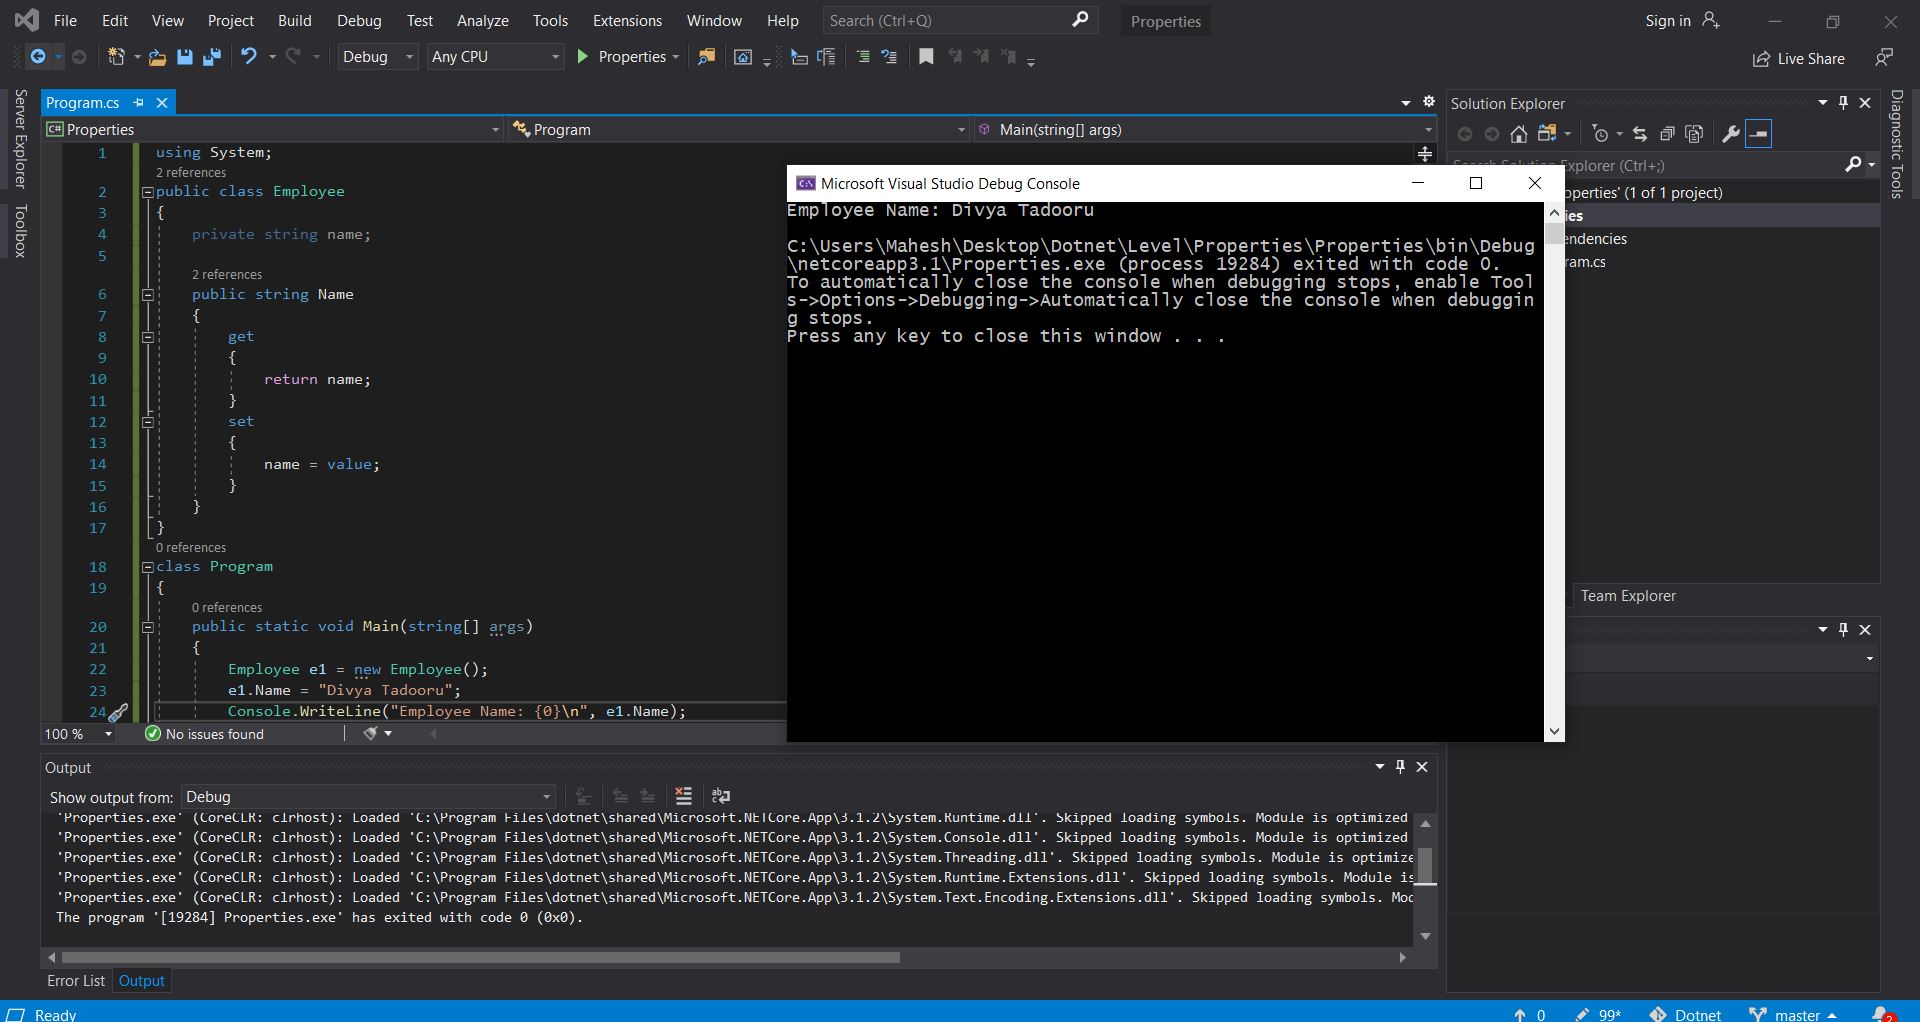 File Edit View Project Build Debug Test Analyze Tools Extensions Window Help Search (Ctrl+Q) Properties Sign in
Debug Any CPU Properties Live Share
Server Explorer
Toolbox
Program.cs
Properties Program Main(string[] args)
1 using System;
2 references
2 public class Employee
3 {
4 private string name;
5
2 references
6 public string Name
7 {
8 get
9 {
10 return name;
11 }
12 set
13 {
14 name = value;
15 }
16 }
17 }
0 references
18 class Program
19 {
0 references
20 public static void Main(string[] args)
21 {
22 Employee e1 = new Employee();
23 e1.Name = "Divya Tadooru";
24 Console.WriteLine("Employee Name: {0}\n", e1.Name);
100 % No issues found
C:\ Microsoft Visual Studio Debug Console
Employee Name: Divya Tadooru
C:\Users\Mahesh\Desktop\Dotnet\Level\Properties\Properties\bin\Debug
\netcoreapp3.1\Properties.exe (process 19284) exited with code 0.
To automatically close the console when debugging stops, enable Tool
s->Options->Debugging->Automatically close the console when debuggin
g stops.
Press any key to close this window . . .
Solution Explorer
Search Solution Explorer (Ctrl+;)
operties' (1 of 1 project)
ies
endencies
ram.cs
Team Explorer
Diagnostic Tools
Output
Show output from: Debug
'Properties.exe' (CoreCLR: clrhost): Loaded 'C:\Program Files\dotnet\shared\Microsoft.NETCore.App\3.1.2\System.Runtime.dll'. Skipped loading symbols. Module is optimized
'Properties.exe' (CoreCLR: clrhost): Loaded 'C:\Program Files\dotnet\shared\Microsoft.NETCore.App\3.1.2\System.Console.dll'. Skipped loading symbols. Module is optimized
'Properties.exe' (CoreCLR: clrhost): Loaded 'C:\Program Files\dotnet\shared\Microsoft.NETCore.App\3.1.2\System.Threading.dll'. Skipped loading symbols. Module is optimize
'Properties.exe' (CoreCLR: clrhost): Loaded 'C:\Program Files\dotnet\shared\Microsoft.NETCore.App\3.1.2\System.Runtime.Extensions.dll'. Skipped loading symbols. Module is
'Properties.exe' (CoreCLR: clrhost): Loaded 'C:\Program Files\dotnet\shared\Microsoft.NETCore.App\3.1.2\System.Text.Encoding.Extensions.dll'. Skipped loading symbols. Mod
The program '[19284] Properties.exe' has exited with code 0 (0x0).
Error List Output
Ready 0 99* Dotnet master 2